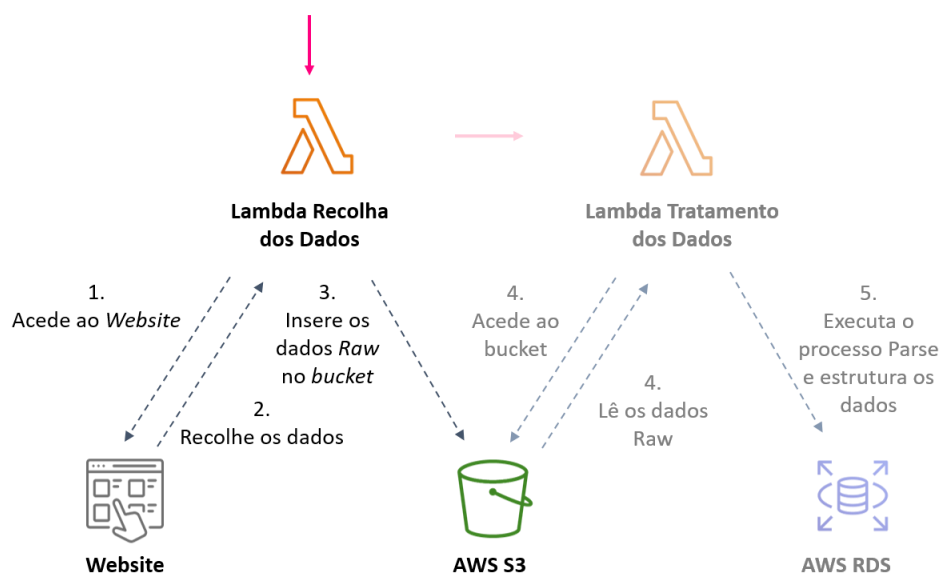 Lambda Recolha
dos Dados
Lambda Tratamento
dos Dados
1.
Acede ao Website
2.
Recolhe os dados
3.
Insere os
dados Raw
no bucket
4.
Acede ao
bucket
4.
Lê os dados
Raw
5.
Executa o
processo Parse
e estrutura os
dados
Website
AWS S3
AWS RDS